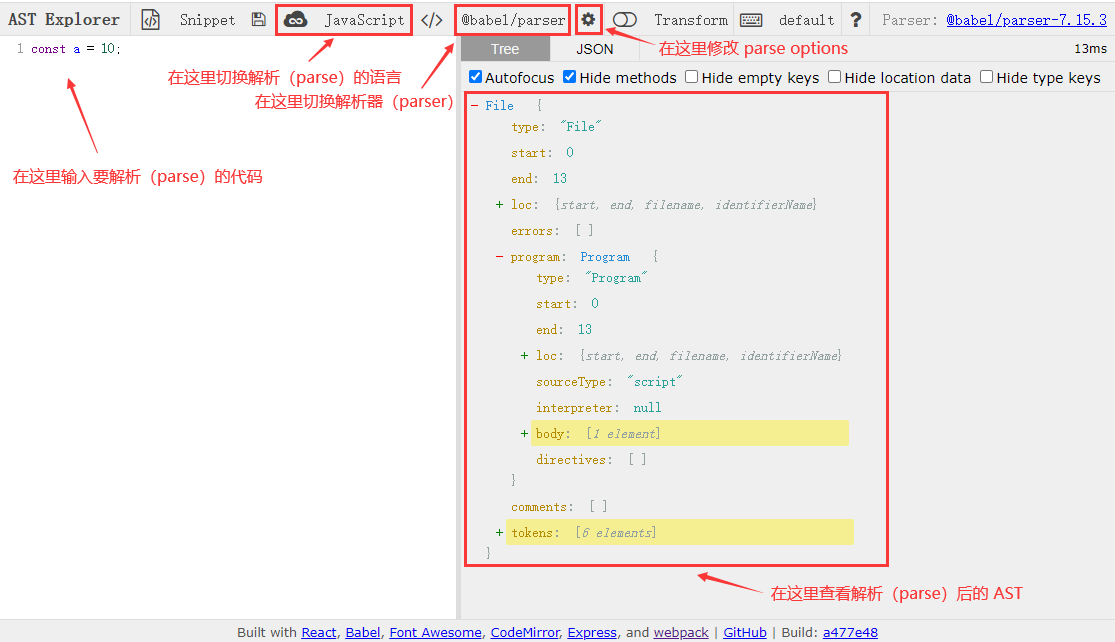 AST Explorer Snippet JavaScript </> @babel/parser Transform default ? Parser: @babel/parser-7.15.3
1 const a = 10;
Tree JSON 13ms
在这里修改 parse options
在这里切换解析（parse）的语言
在这里切换解析器（parser）
在这里输入要解析（parse）的代码
Autofocus Hide methods Hide empty keys Hide location data Hide type keys
- File {
type: "File"
start: 0
end: 13
+ loc: {start, end, filename, identifierName}
errors: [ ]
- program: Program {
type: "Program"
start: 0
end: 13
+ loc: {start, end, filename, identifierName}
sourceType: "script"
interpreter: null
+ body: [1 element]
directives: [ ]
}
comments: [ ]
+ tokens: [6 elements]
}
在这里查看解析（parse）后的 AST
Built with React, Babel, Font Awesome, CodeMirror, Express, and webpack | GitHub | Build: a477e48